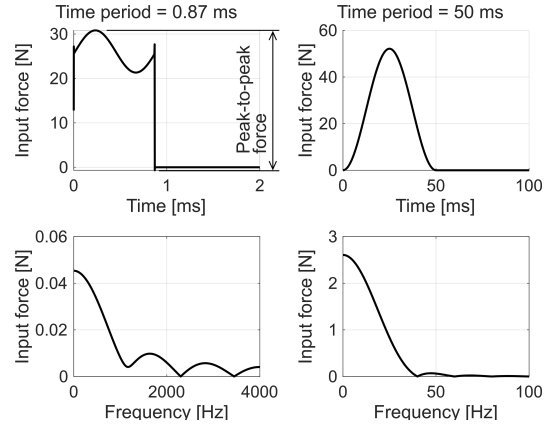 Time period = 0.87 ms
30
20
10
0
Input force [N]
Peak-to-peak
force
0
1
2
Time [ms]
Time period = 50 ms
60
40
20
0
Input force [N]
0
50
100
Time [ms]
0.06
0.04
0.02
0
Input force [N]
0
2000
4000
Frequency [Hz]
3
2
1
0
Input force [N]
0
50
100
Frequency [Hz]